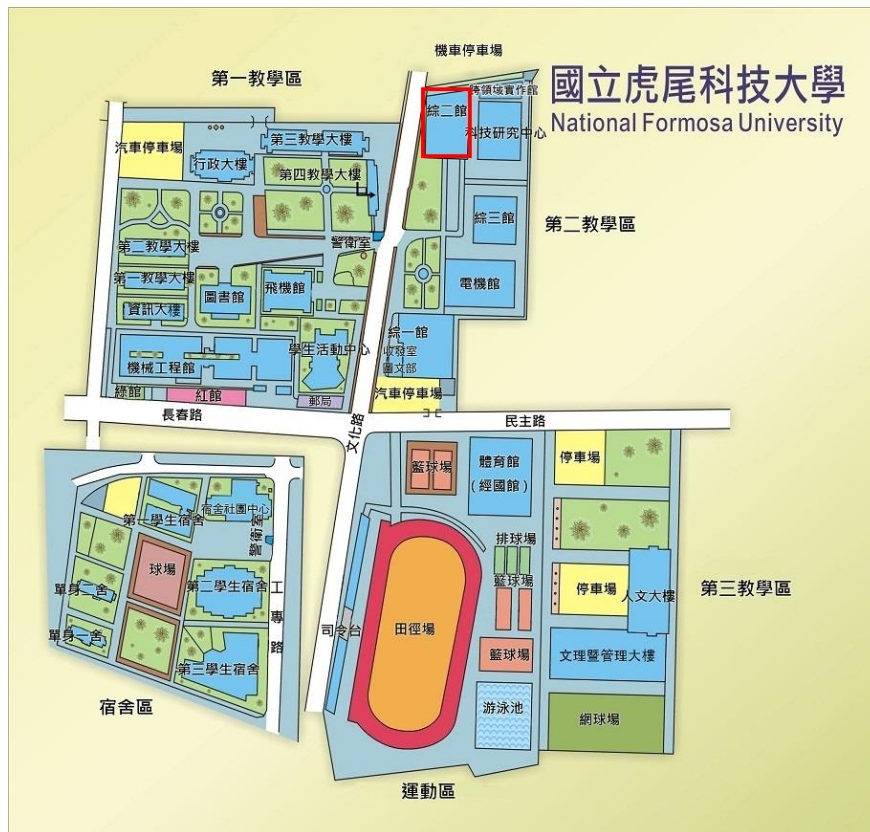 機車停車場
國立虎尾科技大學
National Formosa University
第一教學區
跨領域實作館
綜二館
科技研究中心
汽車停車場
行政大樓
第三教學大樓
第四教學大樓
第二教學區
綜三館
警衛室
第二教學大樓
第一教學大樓
圖書館
飛機館
電機館
資訊大樓
學生活動中心
綜一館
收發室
圖文部
機械工程館
汽車停車場
綠館
紅館
郵局
長春路
文化路
民主路
籃球場
體育館
(經國館)
停車場
第一學生宿舍
宿舍社團中心
警衛室
球場
排球場
籃球場
第二學生宿舍
工專路
單身二舍
停車場
人文大樓
第三教學區
單身一舍
司令台
田徑場
籃球場
文理暨管理大樓
第三學生宿舍
宿舍區
游泳池
網球場
運動區